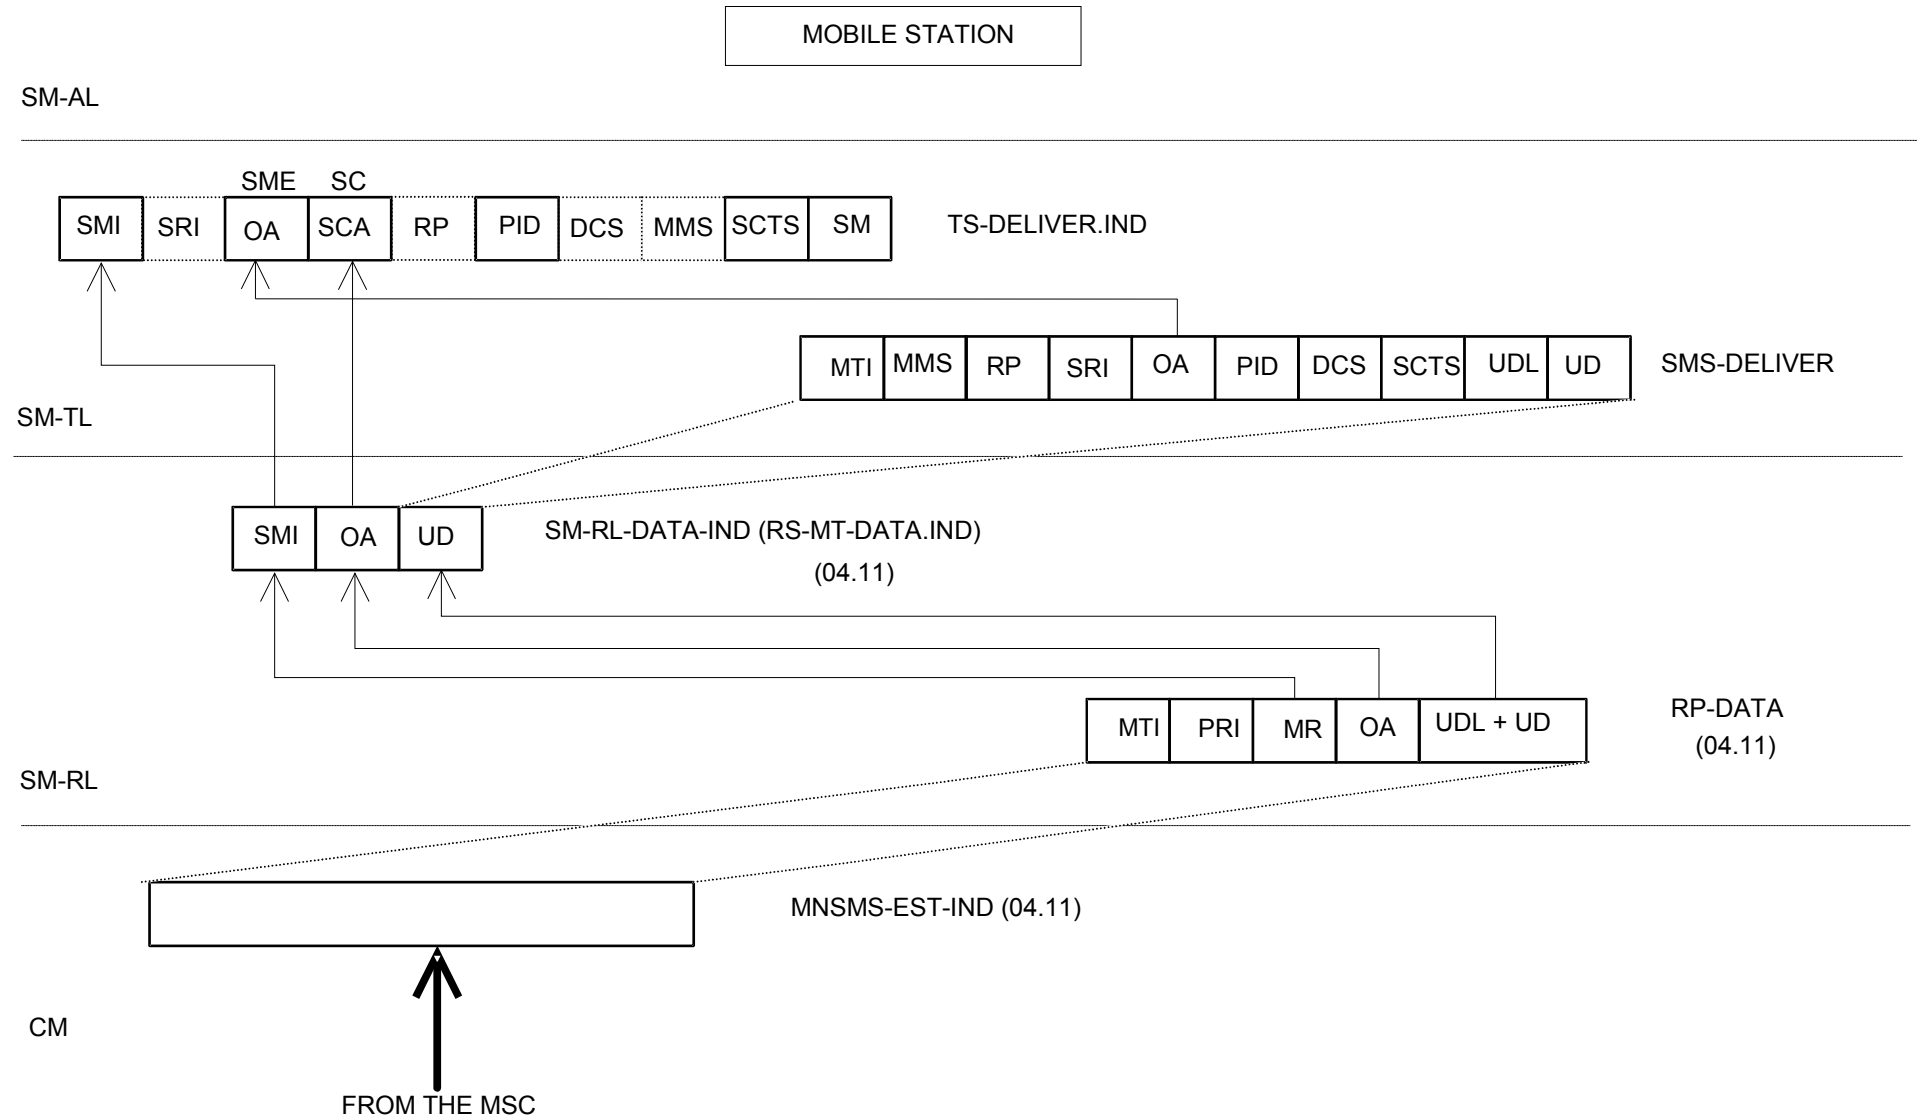 MOBILE STATION
SM-AL
SME SC
SMI SRI OA SCA RP PID DCS MMS SCTS SM TS-DELIVER.IND
MTI MMS RP SRI OA PID DCS SCTS UDL UD SMS-DELIVER
SM-TL
SMI OA UD SM-RL-DATA-IND (RS-MT-DATA.IND)
(04.11)
MTI PRI MR OA UDL + UD RP-DATA
(04.11)
SM-RL
MNSMS-EST-IND (04.11)
CM
FROM THE MSC